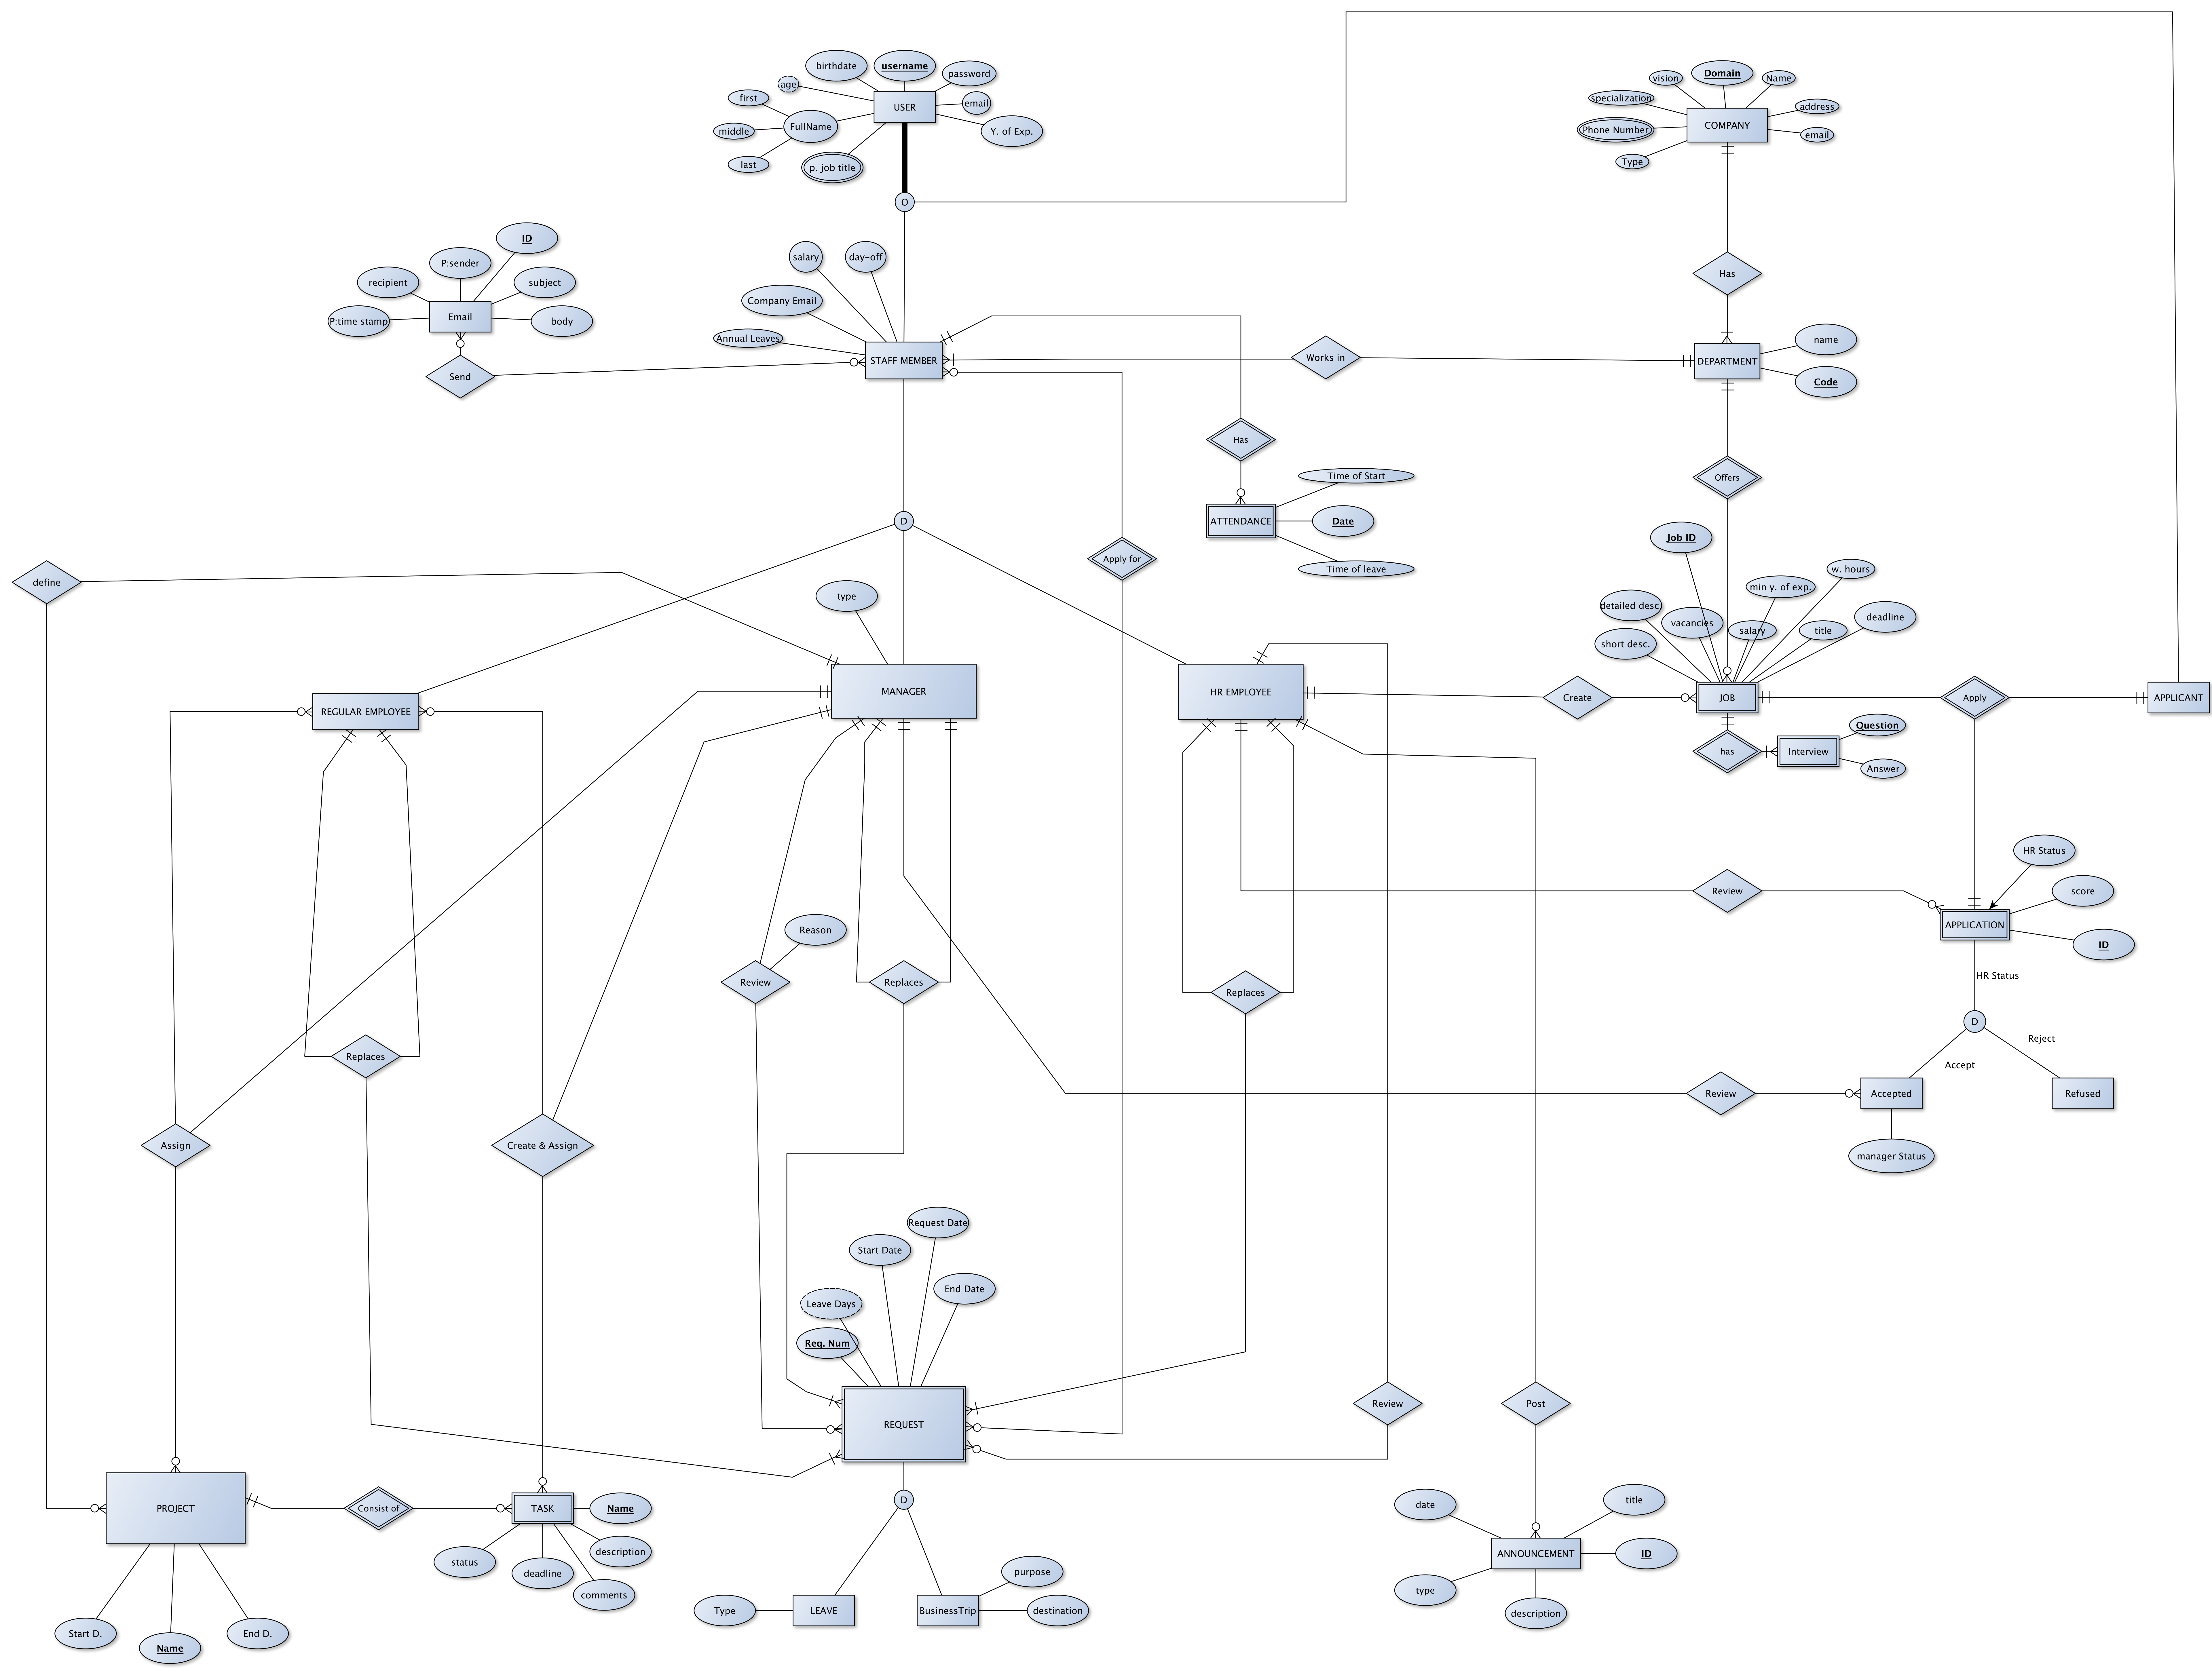 birthdate
username
password
age
email
first
USER
FullName
middle
Y. of Exp.
last
p. job title
O
vision
Domain
Name
specialization
address
COMPANY
Phone Number
email
Type
Has
ID
P:sender
recipient
subject
Email
P:time stamp
body
Send
salary
day-off
Company Email
Annual Leaves
STAFF MEMBER
Works in
name
DEPARTMENT
Code
Has
Time of Start
ATTENDANCE
Date
Time of leave
Offers
D
Apply for
define
type
MANAGER
REGULAR EMPLOYEE
HR EMPLOYEE
Create
Job ID
w. hours
min y. of exp.
detailed desc.
vacancies
salary
title
deadline
short desc.
JOB
Apply
APPLICANT
has
Interview
Question
Answer
HR Status
Review
score
APPLICATION
ID
HR Status
D
Reject
Accept
Review
Accepted
Refused
manager Status
Reason
Review
Replaces
Replaces
Replaces
Assign
Create & Assign
Request Date
Start Date
End Date
Leave Days
Req. Num
REQUEST
Review
Post
D
PROJECT
Consist of
TASK
Name
status
description
deadline
comments
Start D.
Name
End D.
Type
LEAVE
BusinessTrip
purpose
destination
date
title
ANNOUNCEMENT
ID
type
description